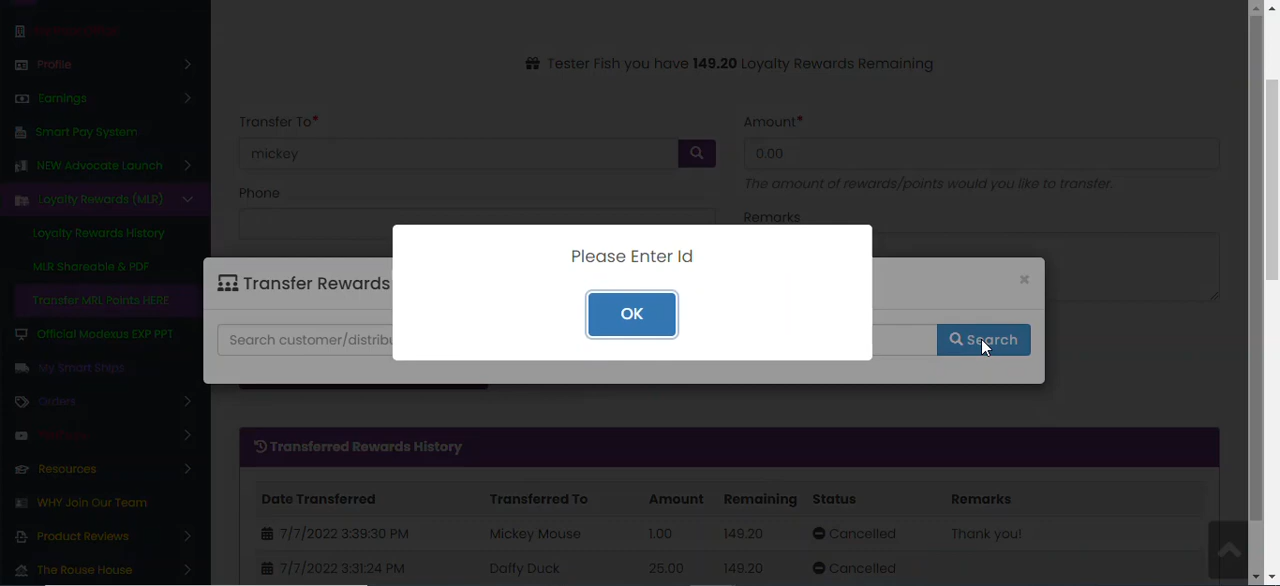 Profile
Earnings
Smart Pay System
NEW Advocate Launch
Loyalty Rewards (MLR)
Loyalty Rewards History
MLR Shareable & PDF
Transfer MRL Points HERE
Official Modexus EXP PPT
My Smart Ships
Orders
Resources
WHY Join Our Team
Product Reviews
The Rouse House
Tester Fish you have 149.20 Loyalty Rewards Remaining
Transfer To*
mickey
Amount*
0.00
The amount of rewards/points would you like to transfer.
Phone
Remarks
Please Enter Id
OK
Transfer Rewards
Search customer/distribu
Search
Transferred Rewards History
Date Transferred Transferred To Amount Remaining Status Remarks
7/7/2022 3:39:30 PM Mickey Mouse 1.00 149.20 Cancelled Thank you!
7/7/2022 3:31:24 PM Daffy Duck 25.00 149.20 Cancelled